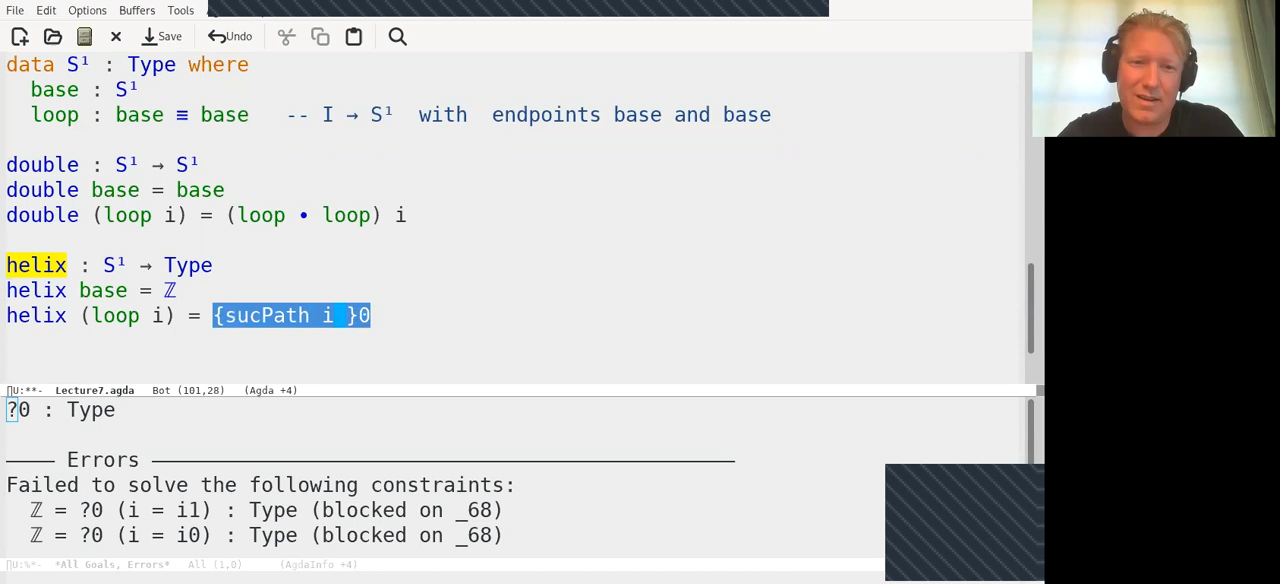 File Edit Options Buffers Tools
Save Undo
data S¹ : Type where
base : S¹
loop : base ≡ base -- I → S¹ with endpoints base and base
double : S¹ → S¹
double base = base
double (loop i) = (loop • loop) i
helix : S¹ → Type
helix base = ℤ
helix (loop i) = {sucPath i }0
U:**- Lecture7.agda Bot (101,28) (Agda +4)
?0 : Type
Errors
Failed to solve the following constraints:
ℤ = ?0 (i = i1) : Type (blocked on _68)
ℤ = ?0 (i = i0) : Type (blocked on _68)
U:%*- *All Goals, Errors* All (1,0) (AgdaInfo +4)